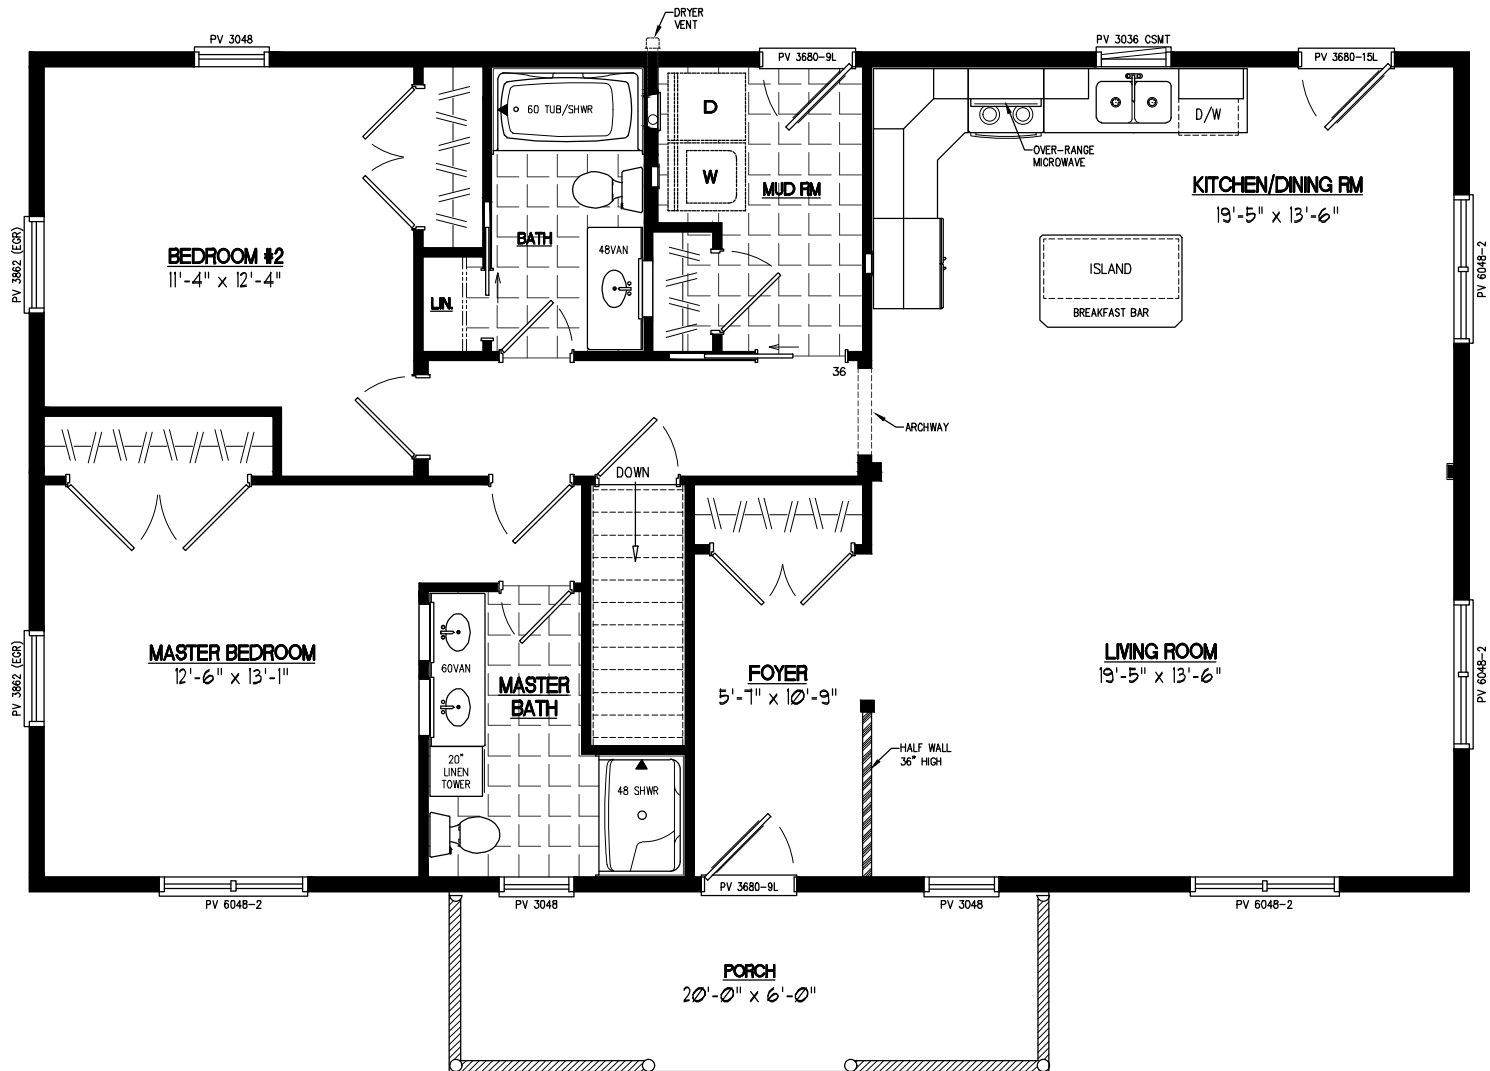 DRYER
VENT
PV 3048
PV 3680-9L
PV 3036 CSMT
PV 3680-15L
60 TUB/SHWR
D
D/W
OVER-RANGE
MICROWAVE
W
MUD RM
KITCHEN/DINING RM
19'-5" x 13'-6"
PV 3862 (EGR)
BEDROOM #2
11'-4" x 12'-4"
BATH
48VAN
LIN.
ISLAND
BREAKFAST BAR
PV 6048-2
36
ARCHWAY
DOWN
PV 3862 (EGR)
MASTER BEDROOM
12'-6" x 13'-1"
60VAN
MASTER
BATH
20"
LINEN
TOWER
48 SHWR
FOYER
5'-7" x 10'-9"
LIVING ROOM
19'-5" x 13'-6"
PV 6048-2
HALF WALL
36" HIGH
PV 6048-2
PV 3048
PV 3680-9L
PV 3048
PV 6048-2
PORCH
20'-0" x 6'-0"